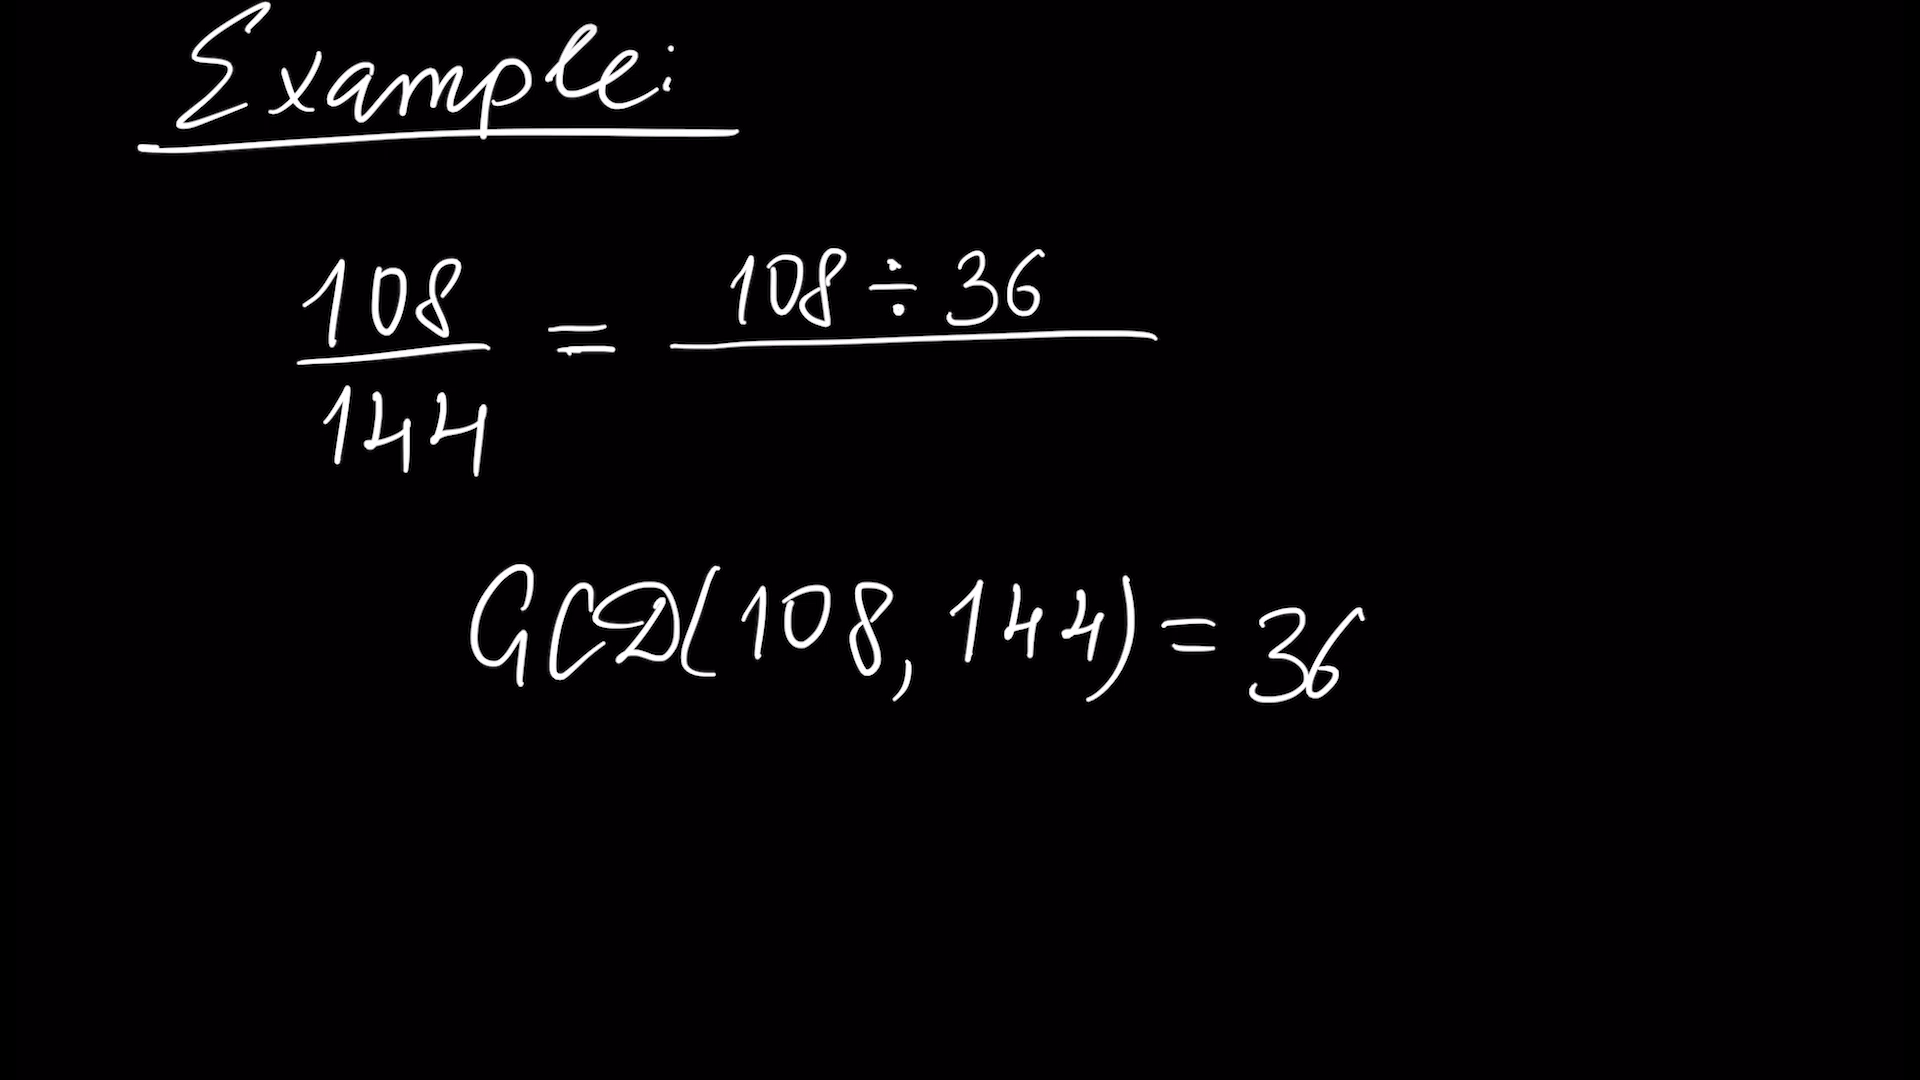 Example:
108
144
=
108 ÷ 36
GCD(108, 144) = 36